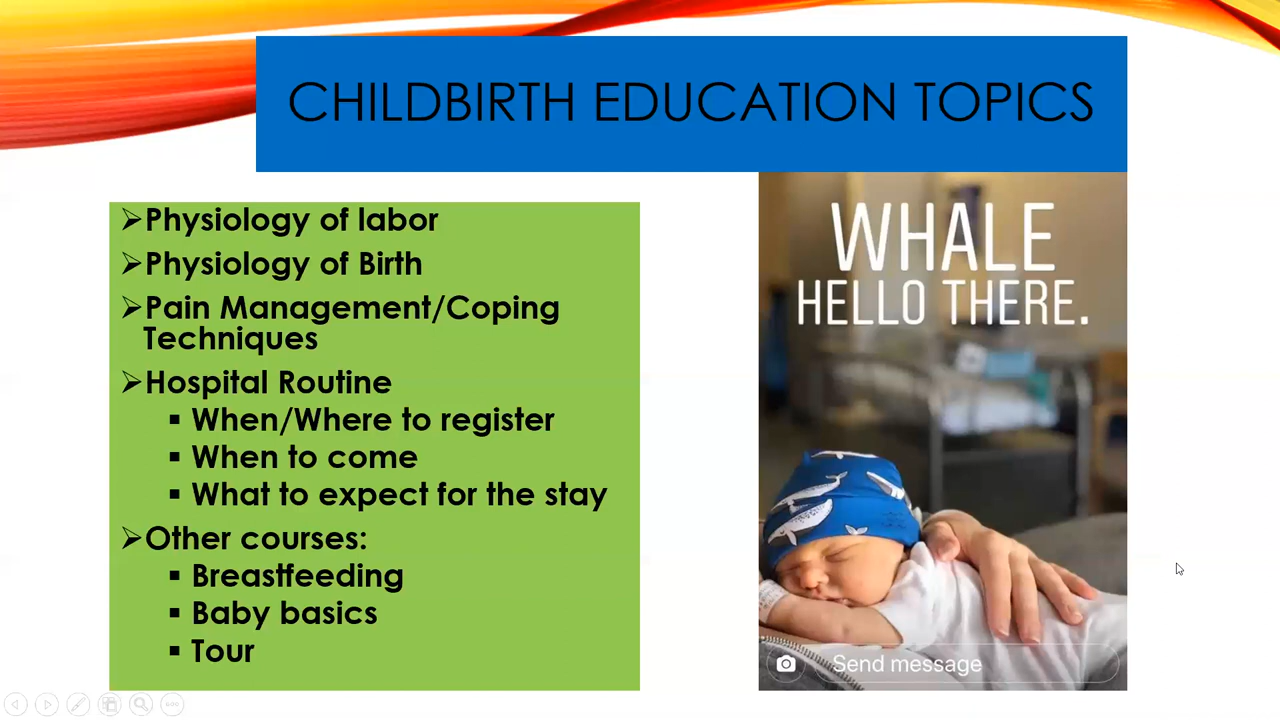 CHILDBIRTH EDUCATION TOPICS
➢Physiology of labor
➢Physiology of Birth
➢Pain Management/Coping
Techniques
➢Hospital Routine
▪ When/Where to register
▪ When to come
▪ What to expect for the stay
➢Other courses:
▪ Breastfeeding
▪ Baby basics
▪ Tour
WHALE
HELLO THERE.
Send message